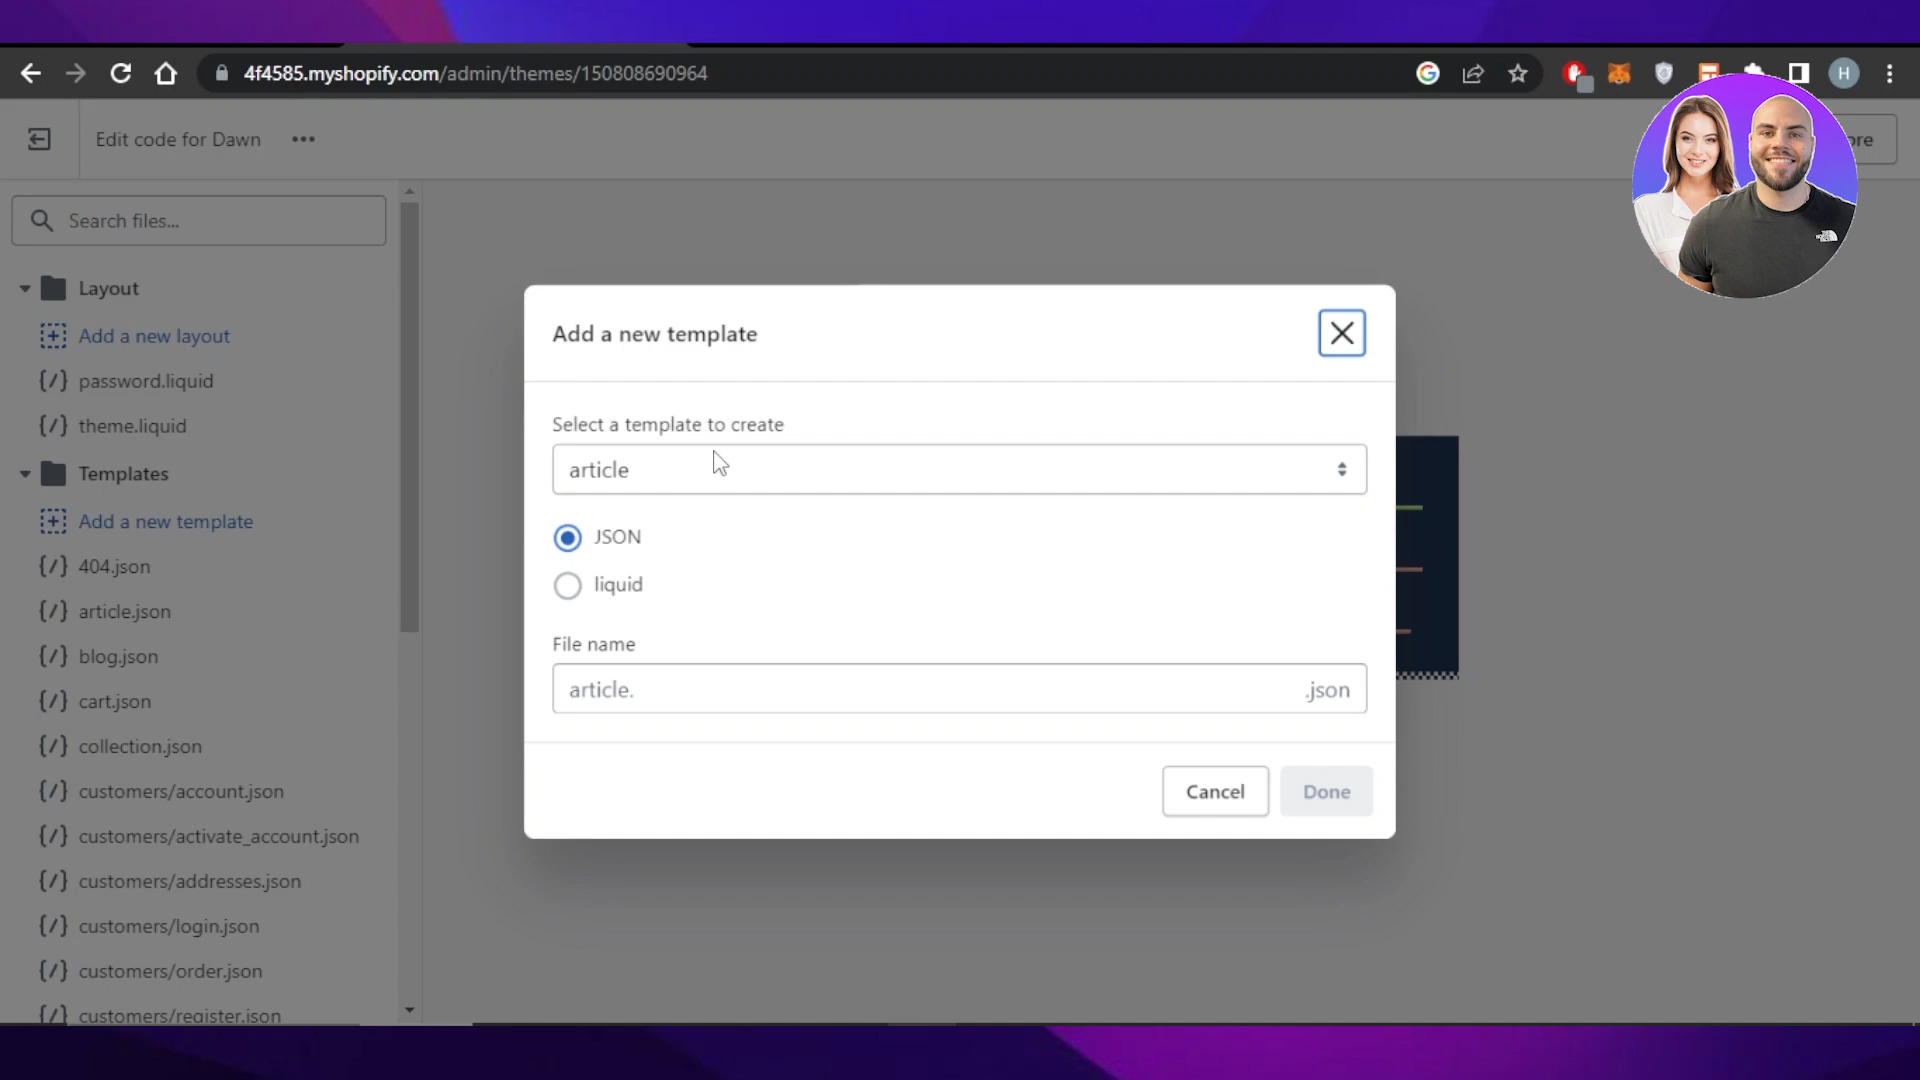 4f4585.myshopify.com/admin/themes/150808690964
H
Edit code for Dawn
Search files...
Layout
Add a new layout
{/} password.liquid
{/} theme.liquid
Templates
Add a new template
{/} 404.json
{/} article.json
{/} blog.json
{/} cart.json
{/} collection.json
{/} customers/account.json
{/} customers/activate_account.json
{/} customers/addresses.json
{/} customers/login.json
{/} customers/order.json
{/} customers/register.json
Add a new template
Select a template to create
article
JSON
liquid
File name
article. .json
Cancel Done
THE NORTH FACE